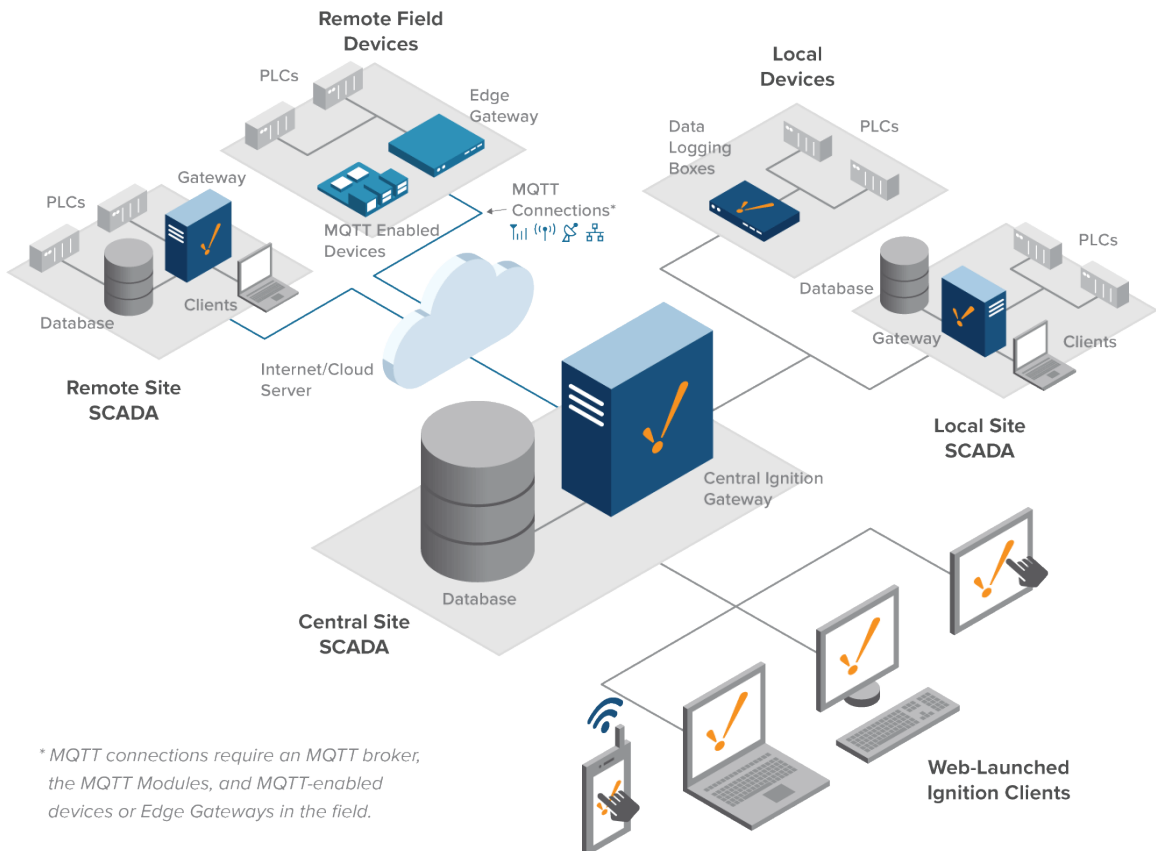 Remote Field
Devices
PLCs
Edge
Gateway
MQTT Enabled
Devices
MQTT
Connections*
Local
Devices
Data
Logging
Boxes
PLCs
Gateway
PLCs
Database
Clients
Remote Site
SCADA
Internet/Cloud
Server
PLCs
Database
Gateway
Clients
Local Site
SCADA
Central Ignition
Gateway
Database
Central Site
SCADA
Web-Launched
Ignition Clients
* MQTT connections require an MQTT broker,
the MQTT Modules, and MQTT-enabled
devices or Edge Gateways in the field.